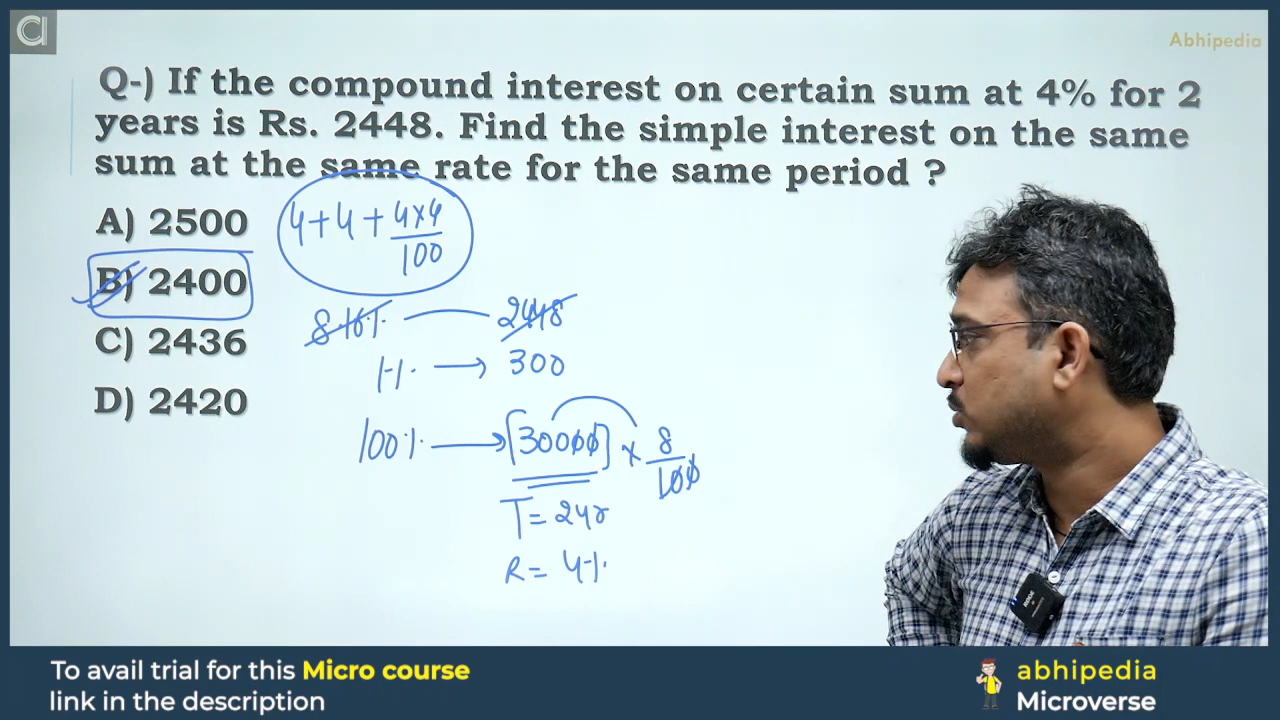 Abhipedia
Q-) If the compound interest on certain sum at 4% for 2
years is Rs. 2448. Find the simple interest on the same
sum at the same rate for the same period ?
A) 2500
B) 2400
C) 2436
D) 2420
4+4+4×4/100
8.16% 2448
1% → 300
100% → [30000] × 8/100
T = 2yr
R = 4%
To avail trial for this Micro course
link in the description
abhipedia
Microverse